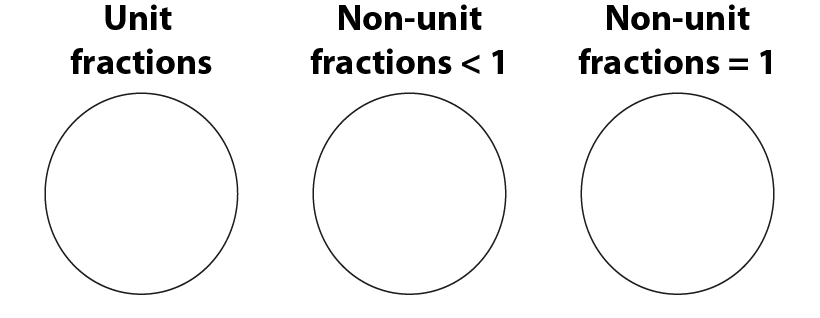 Unit
fractions
Non-unit
fractions < 1
Non-unit
fractions = 1